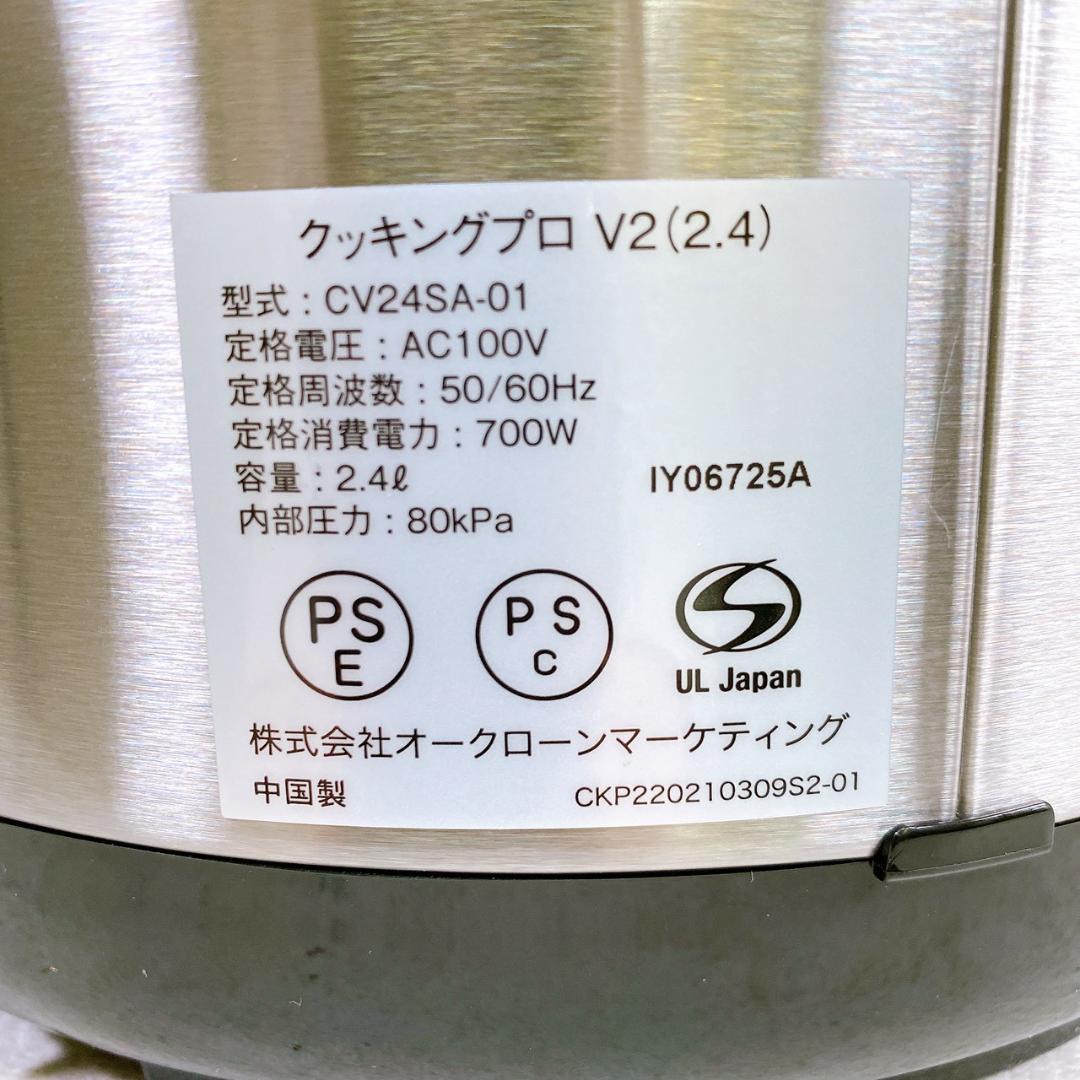 クッキングプロ V2(2.4)
型式：CV24SA-01
定格電圧：AC100V
定格周波数：50/60Hz
定格消費電力：700W
容量：2.4ℓ
IY06725A
内部圧力：80kPa
PS
E
PS
C
UL Japan
株式会社オークローンマーケティング
中国製
CKP220210309S2-01